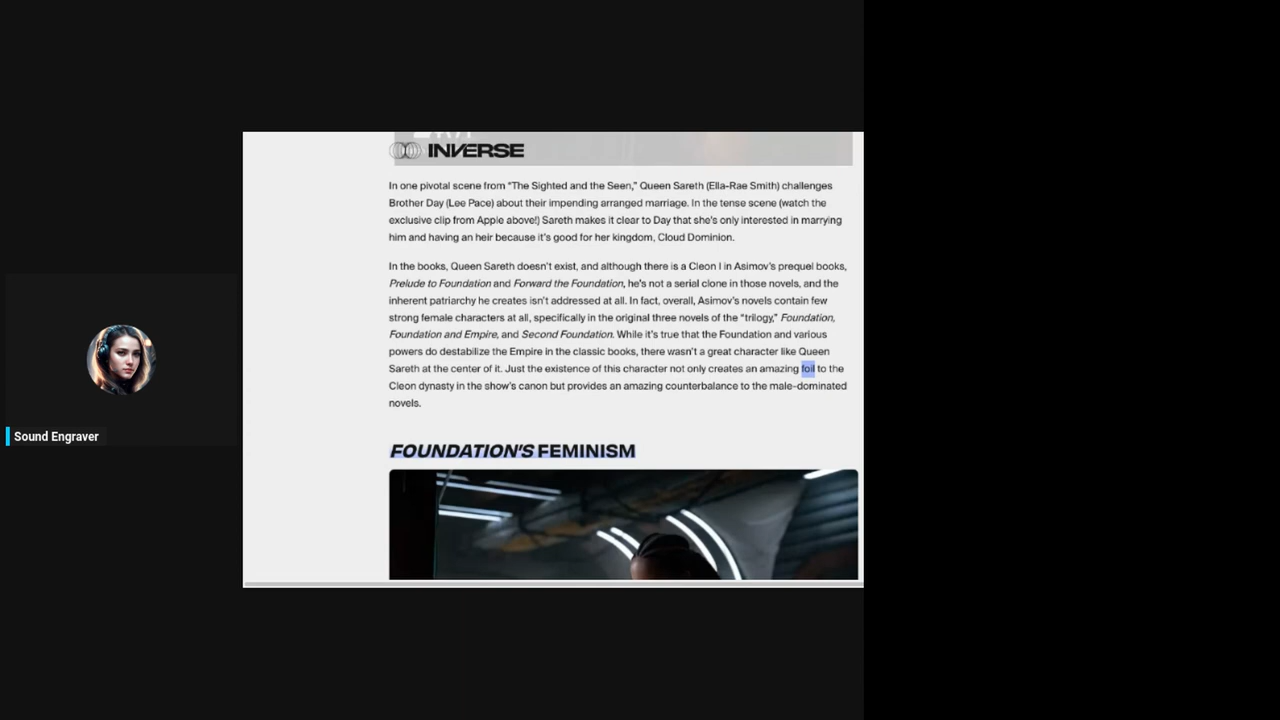 INVERSE
In one pivotal scene from “The Sighted and the Seen,” Queen Sareth (Ella-Rae Smith) challenges
Brother Day (Lee Pace) about their impending arranged marriage. In the tense scene (watch the
exclusive clip from Apple above!) Sareth makes it clear to Day that she’s only interested in marrying
him and having an heir because it’s good for her kingdom, Cloud Dominion.
In the books, Queen Sareth doesn’t exist, and although there is a Cleon I in Asimov’s prequel books,
Prelude to Foundation and Forward the Foundation, he’s not a serial clone in those novels, and the
inherent patriarchy he creates isn’t addressed at all. In fact, overall, Asimov’s novels contain few
strong female characters at all, specifically in the original three novels of the “trilogy,” Foundation,
Foundation and Empire, and Second Foundation. While it’s true that the Foundation and various
powers do destabilize the Empire in the classic books, there wasn’t a great character like Queen
Sareth at the center of it. Just the existence of this character not only creates an amazing foil to the
Cleon dynasty in the show’s canon but provides an amazing counterbalance to the male-dominated
novels.
Sound Engraver
FOUNDATION’S FEMINISM